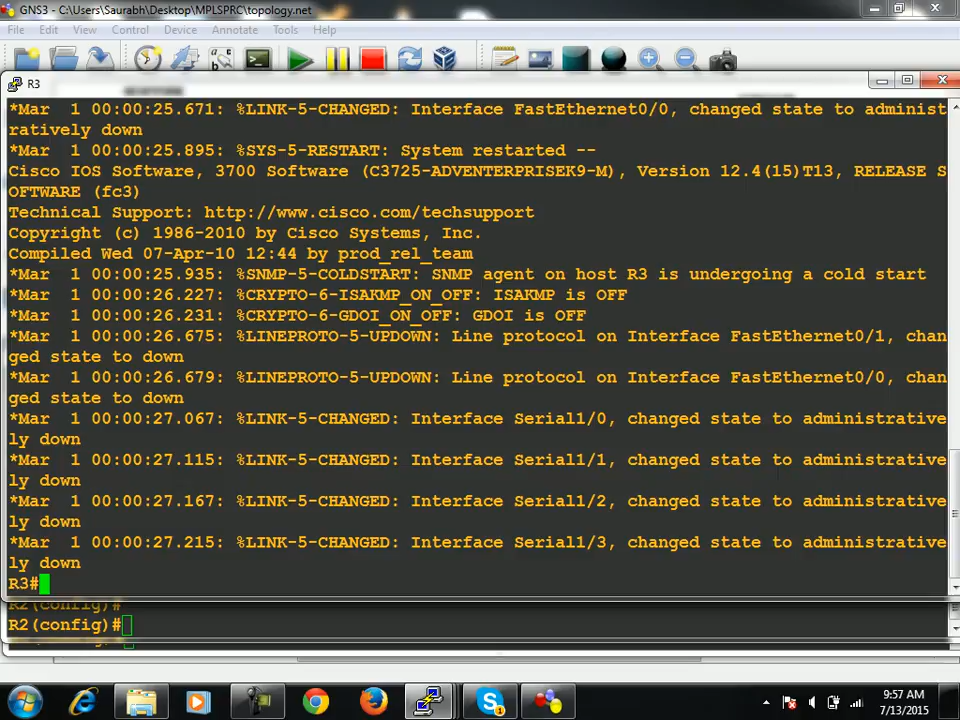 GNS3 - C:\Users\Saurabh\Desktop\MPLSPRC\topology.net
File Edit View Control Device Annotate Tools Help
R3
*Mar  1 00:00:25.671: %LINK-5-CHANGED: Interface FastEthernet0/0, changed state to administ
ratively down
*Mar  1 00:00:25.895: %SYS-5-RESTART: System restarted --
Cisco IOS Software, 3700 Software (C3725-ADVENTERPRISEK9-M), Version 12.4(15)T13, RELEASE S
OFTWARE (fc3)
Technical Support: http://www.cisco.com/techsupport
Copyright (c) 1986-2010 by Cisco Systems, Inc.
Compiled Wed 07-Apr-10 12:44 by prod_rel_team
*Mar  1 00:00:25.935: %SNMP-5-COLDSTART: SNMP agent on host R3 is undergoing a cold start
*Mar  1 00:00:26.227: %CRYPTO-6-ISAKMP_ON_OFF: ISAKMP is OFF
*Mar  1 00:00:26.231: %CRYPTO-6-GDOI_ON_OFF: GDOI is OFF
*Mar  1 00:00:26.675: %LINEPROTO-5-UPDOWN: Line protocol on Interface FastEthernet0/1, chan
ged state to down
*Mar  1 00:00:26.679: %LINEPROTO-5-UPDOWN: Line protocol on Interface FastEthernet0/0, chan
ged state to down
*Mar  1 00:00:27.067: %LINK-5-CHANGED: Interface Serial1/0, changed state to administrative
ly down
*Mar  1 00:00:27.115: %LINK-5-CHANGED: Interface Serial1/1, changed state to administrative
ly down
*Mar  1 00:00:27.167: %LINK-5-CHANGED: Interface Serial1/2, changed state to administrative
ly down
*Mar  1 00:00:27.215: %LINK-5-CHANGED: Interface Serial1/3, changed state to administrative
ly down
R3#
R2(config)#
R2(config)#
9:57 AM
7/13/2015